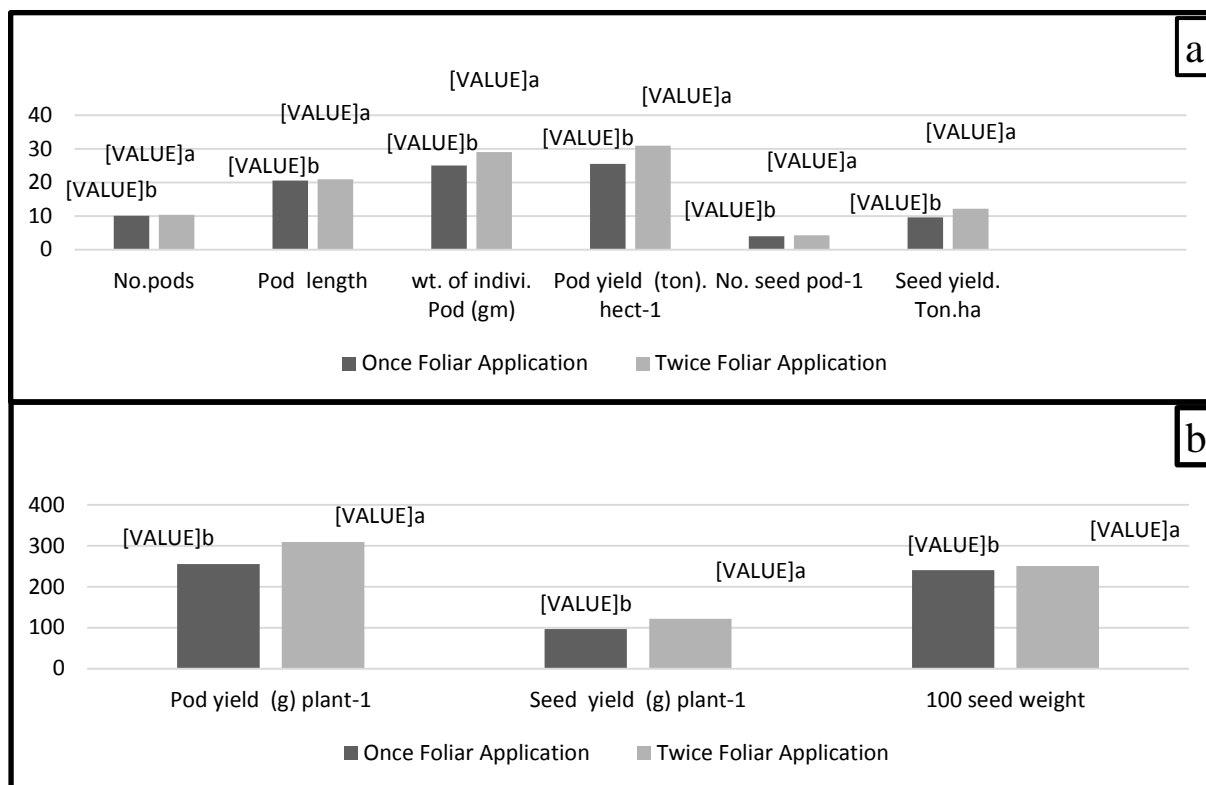 a
[VALUE]a
[VALUE]a
[VALUE]a
[VALUE]a
[VALUE]a
[VALUE]a
[VALUE]b
[VALUE]b
[VALUE]b
[VALUE]b
[VALUE]b
[VALUE]b
40
30
20
10
0
No.pods
Pod length
wt. of indivi.
Pod (gm)
Pod yield (ton).
hect-1
No. seed pod-1
Seed yield.
Ton.ha
Once Foliar Application
Twice Foliar Application
b
[VALUE]b
[VALUE]a
[VALUE]b
[VALUE]a
[VALUE]b
[VALUE]a
400
300
200
100
0
Pod yield (g) plant-1
Seed yield (g) plant-1
100 seed weight
Once Foliar Application
Twice Foliar Application